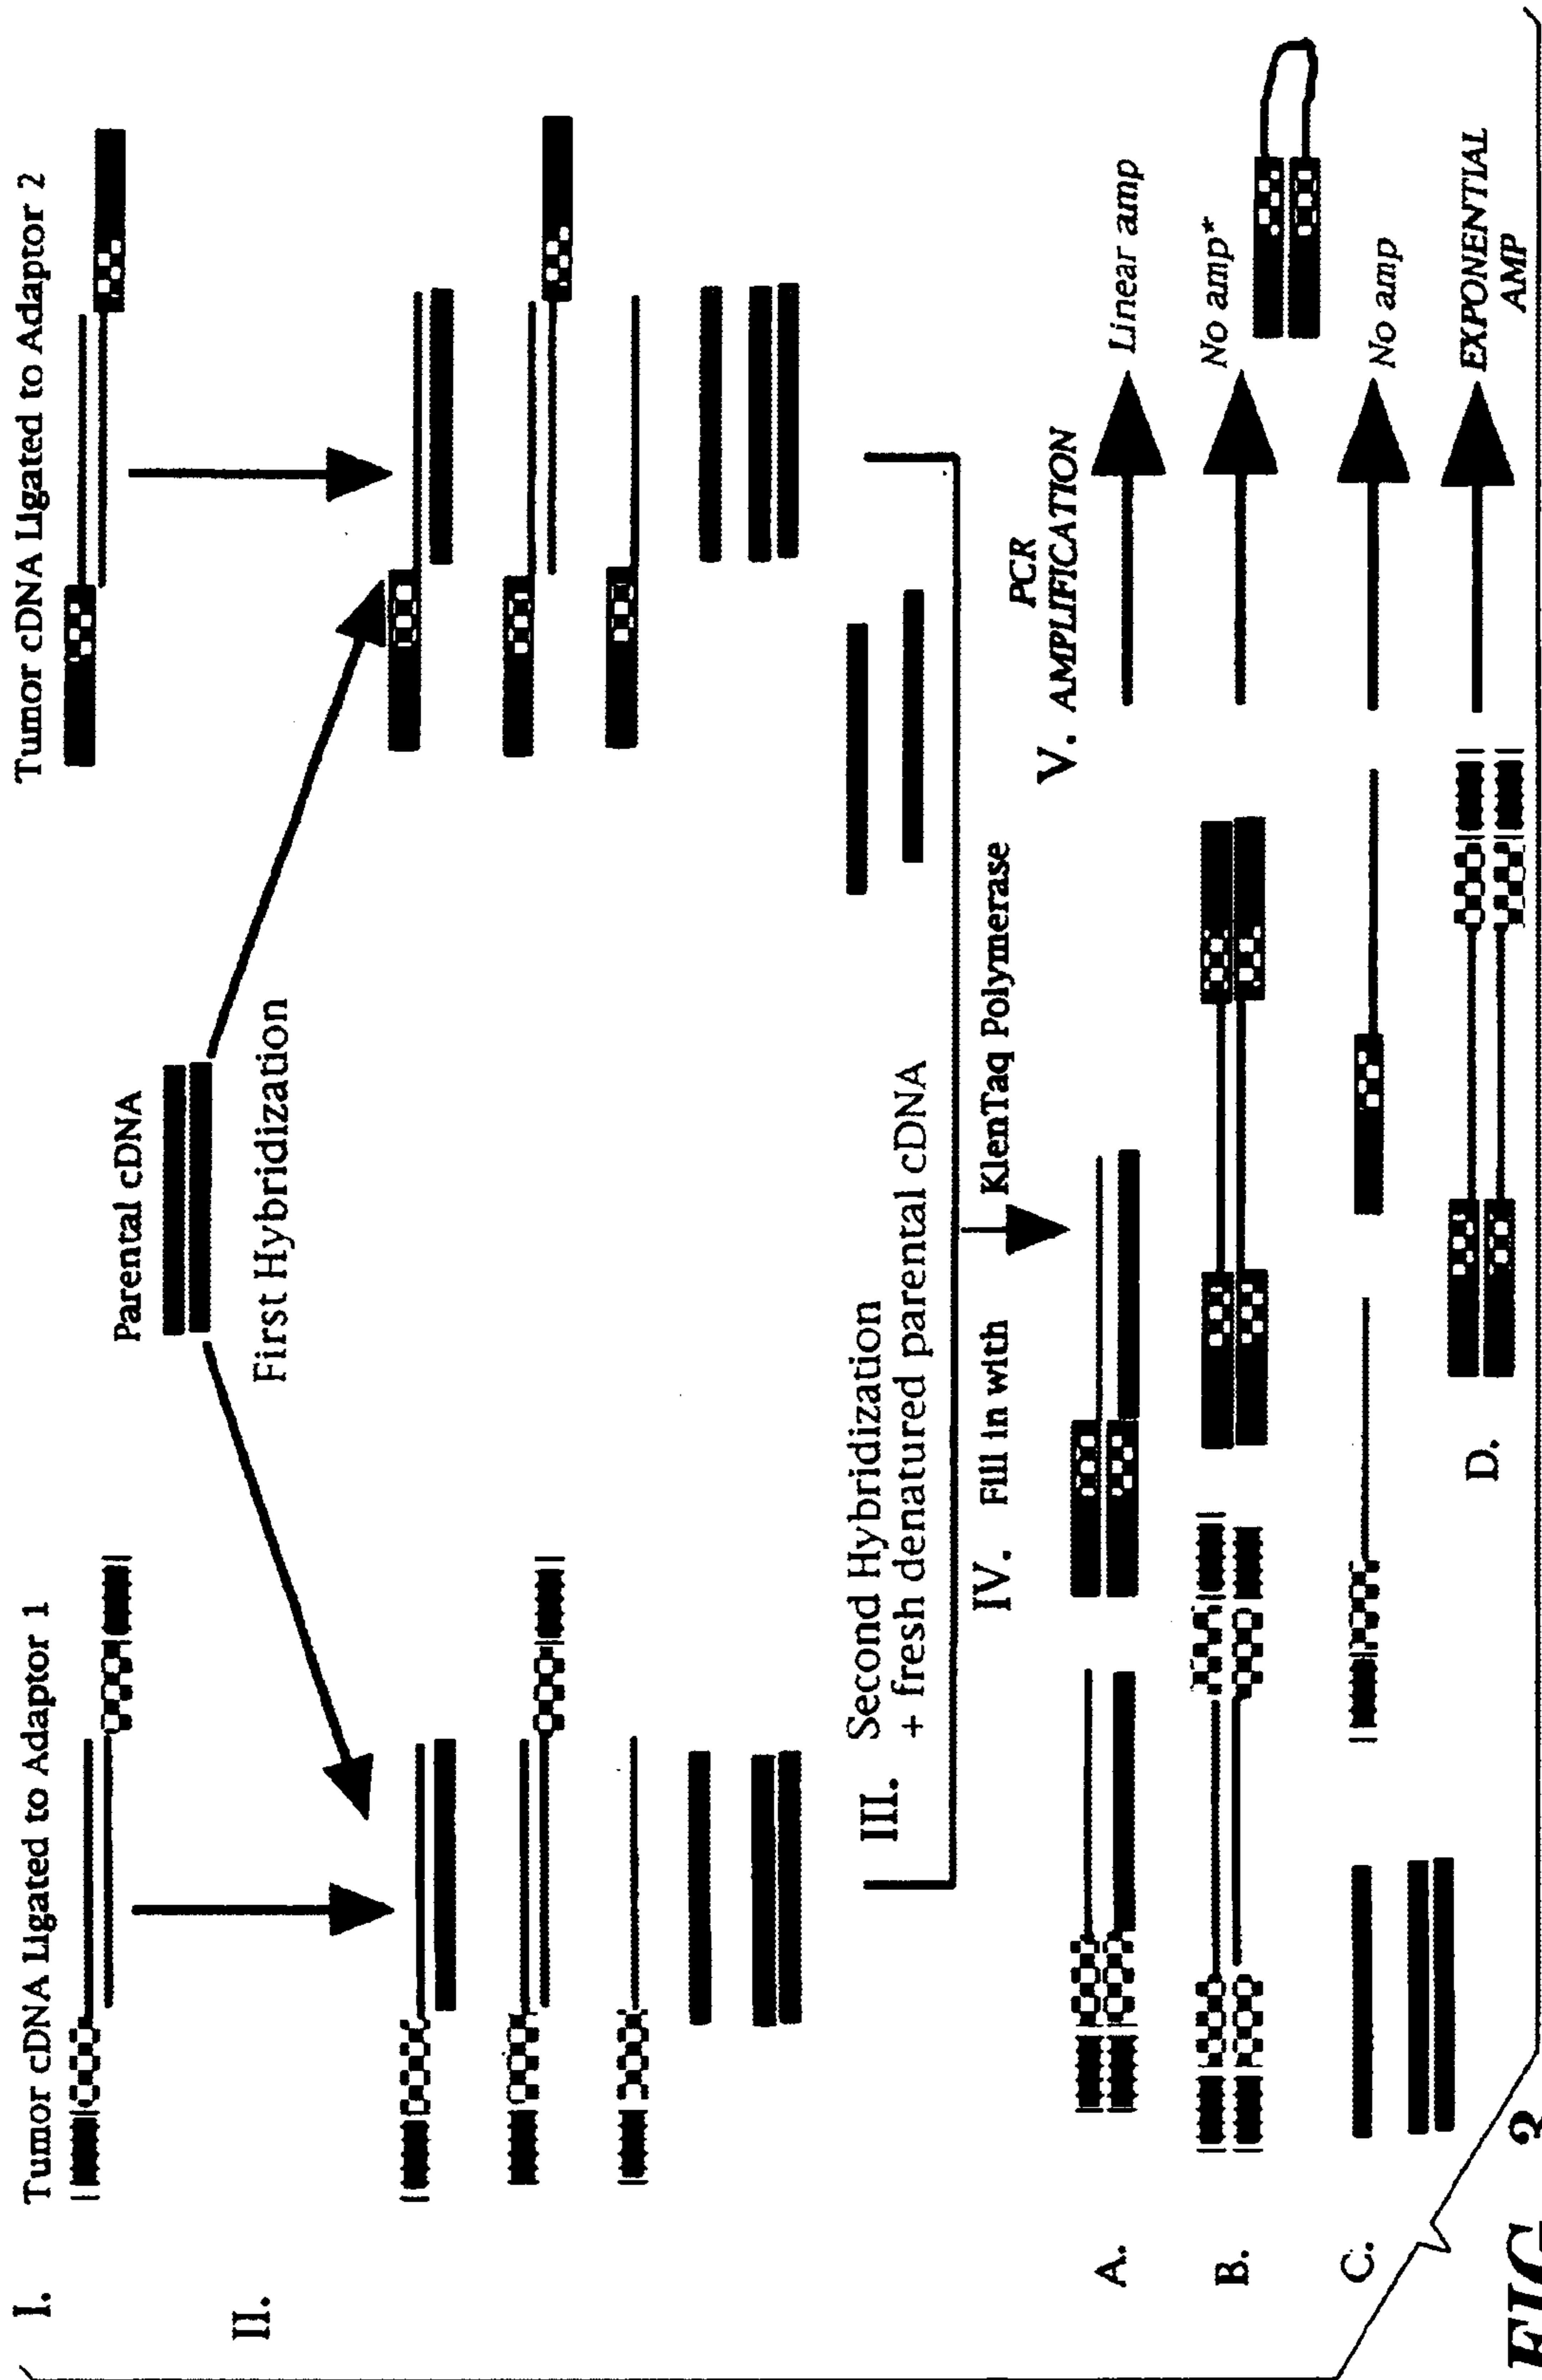 I. Tumor cDNA Ligated to Adaptor 1
Tumor cDNA Ligated to Adaptor 2
Parental cDNA
II.
First Hybridization
III. Second Hybridization
+ fresh denatured parental cDNA
IV. Fill in with KlenTaq Polymerase
PCR
V. AMPLIFICATION
A.
Linear amp
B.
No amp*
C.
No amp
D.
EXPONENTIAL
AMP
FIG.